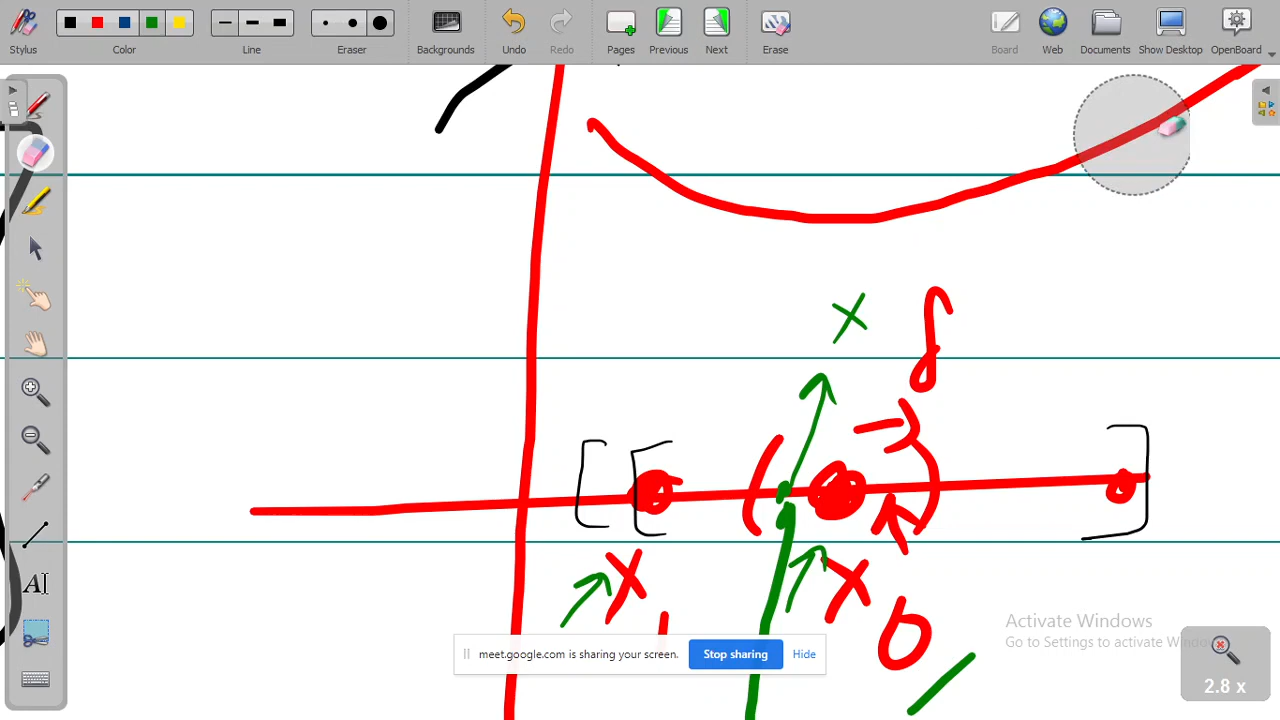 Stylus
Color
Line
Eraser
Backgrounds
Undo
Redo
Pages
Previous
Next
Erase
Board
Web
Documents
Show Desktop
OpenBoard
x
δ
x
x
0
meet.google.com is sharing your screen.
Stop sharing
Hide
Activate Windows
Go to Settings to activate Windows
2.8 x